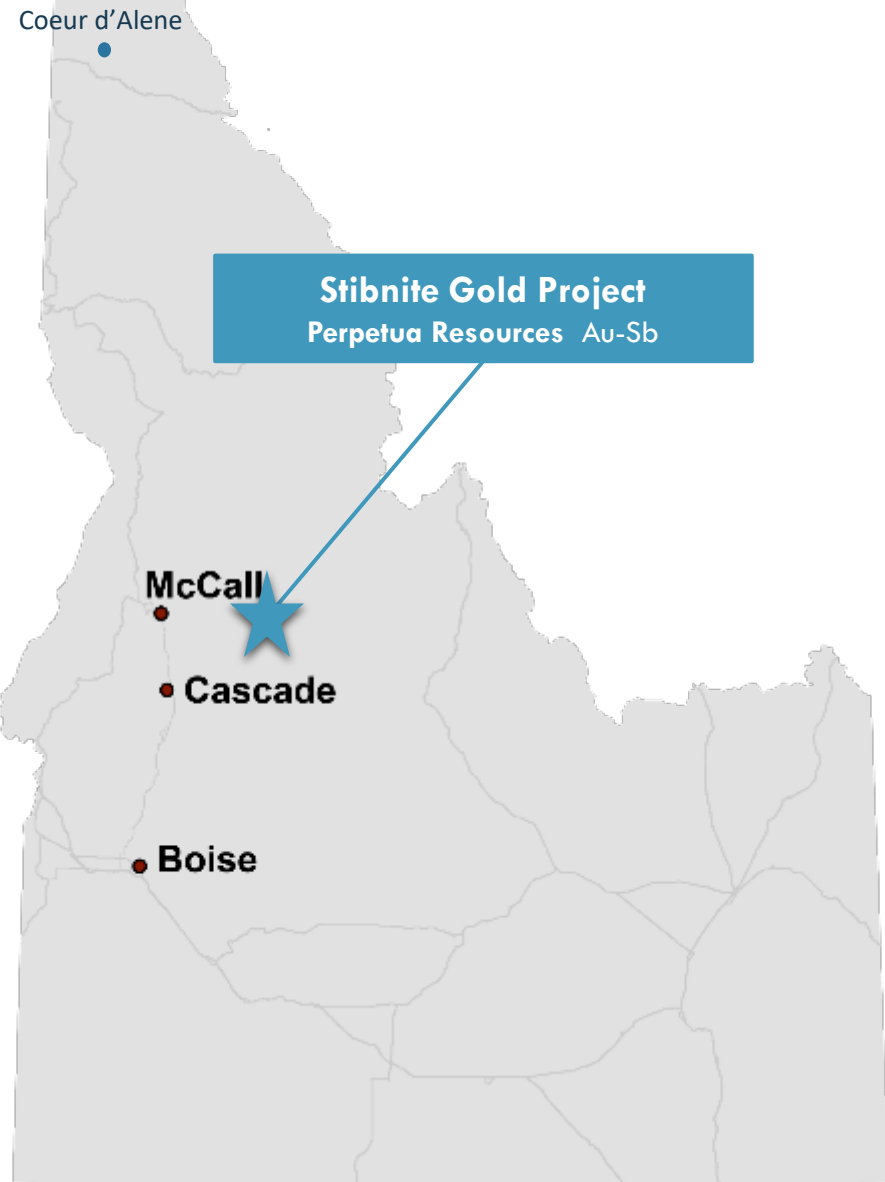 Coeur d’Alene
Stibnite Gold Project
Perpetua Resources Au-Sb
McCall
Cascade
Boise